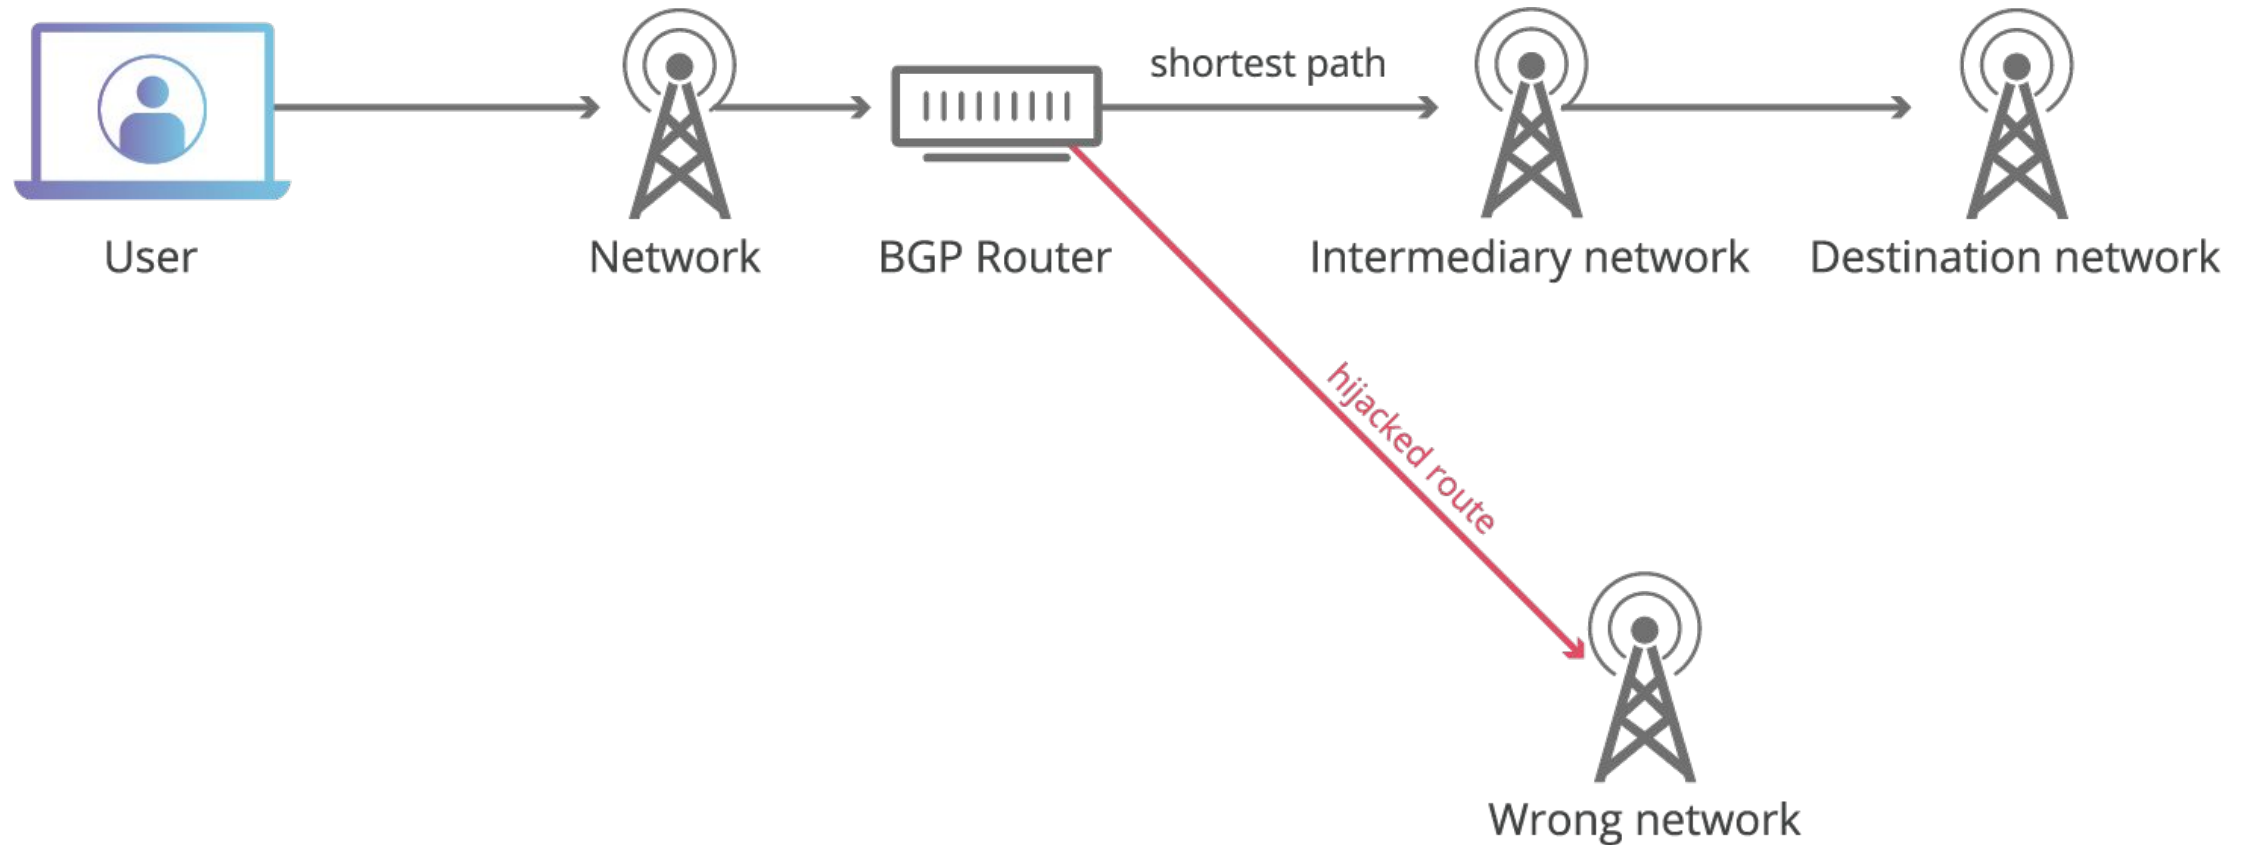 shortest path
User
Network
BGP Router
Intermediary network
Destination network
hijacked route
Wrong network